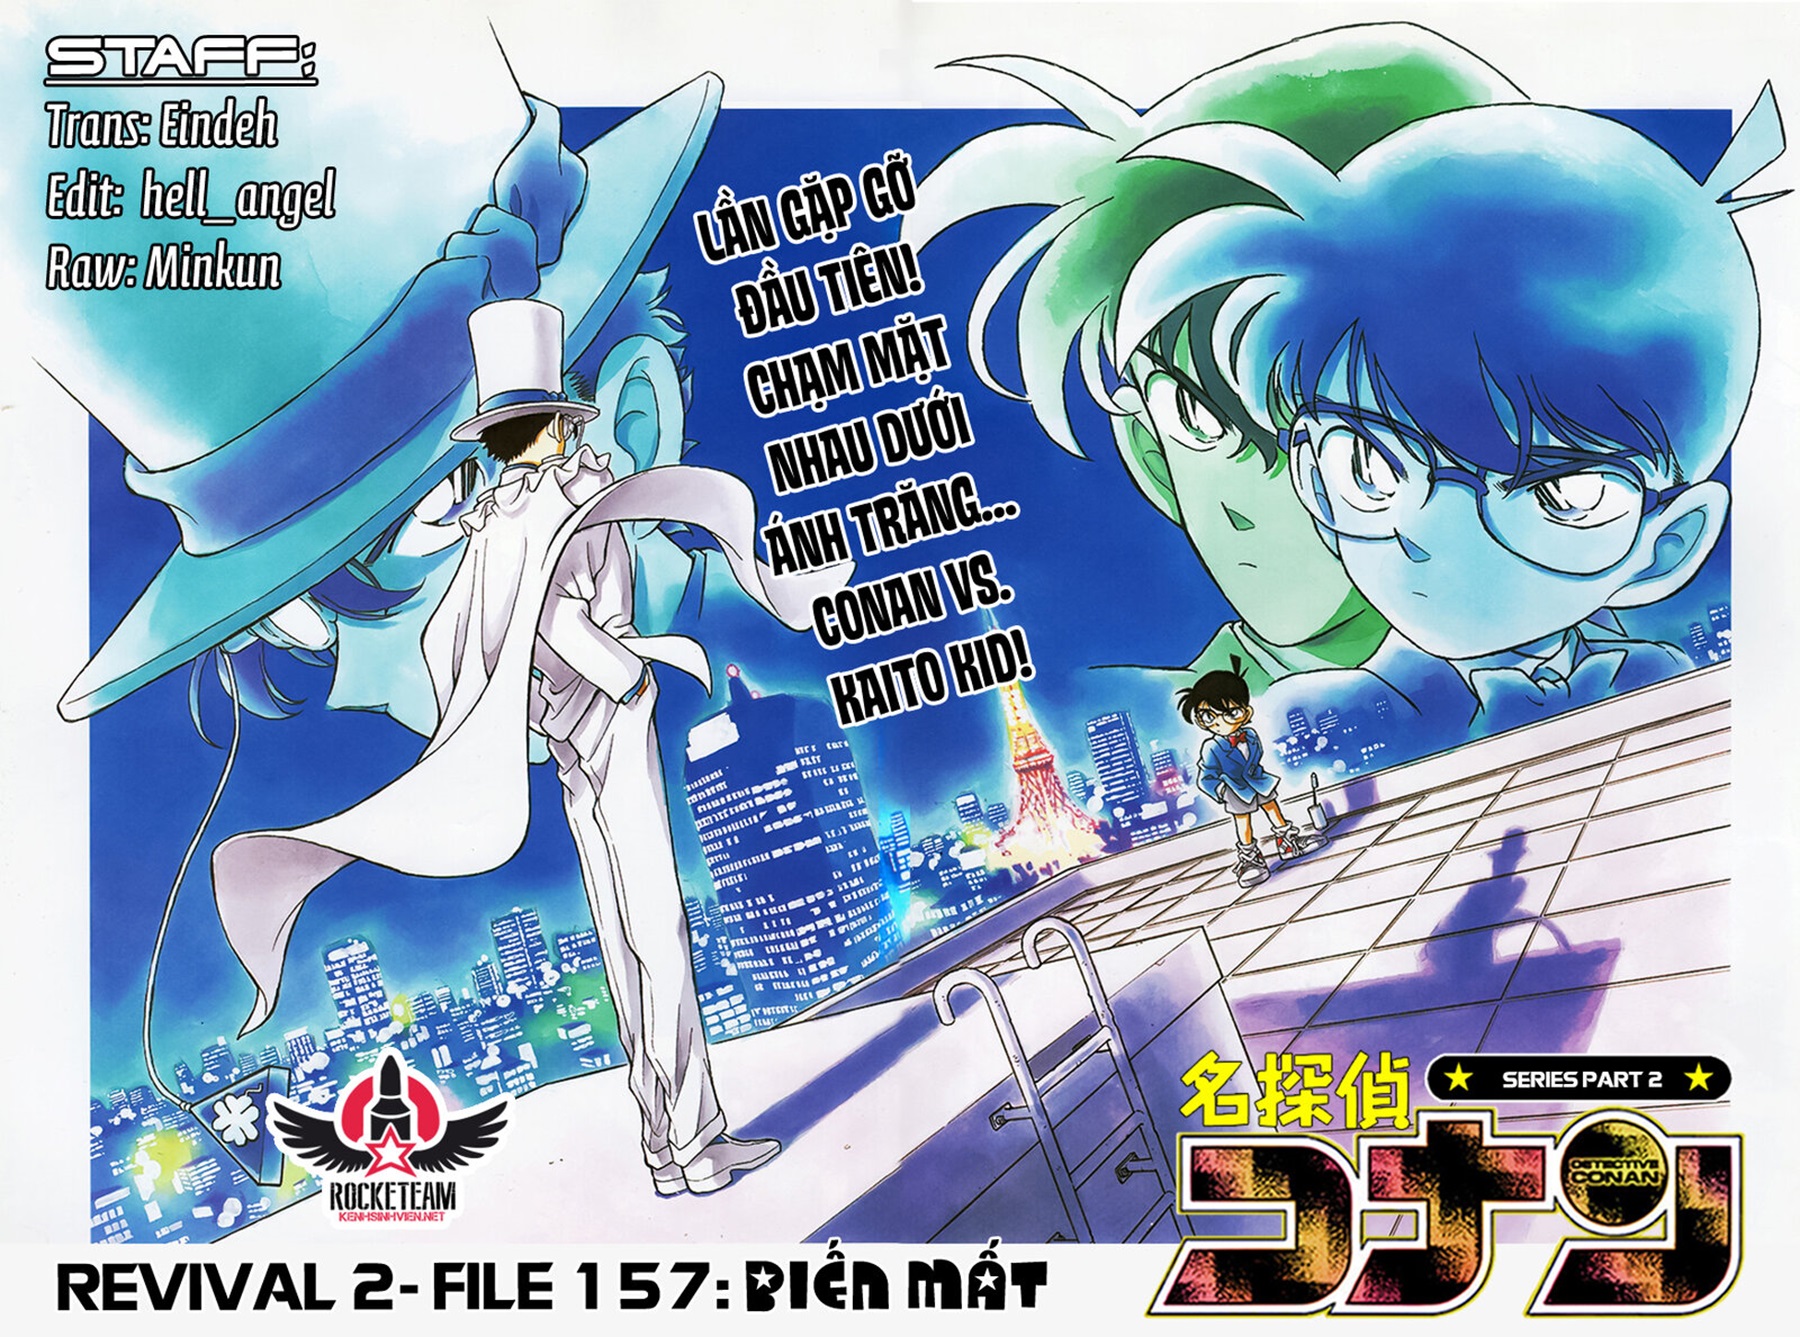 STAFF:
Trans: Eindeh
Edit: hell_angel
Raw: Minkun
LẦN GẶP GỠ
ĐẦU TIÊN!
CHẠM MẶT
NHAU DƯỚI
ÁNH TRĂNG...
CONAN VS.
KAITO KID!
名探偵
SERIES PART 2
コナン
DETECTIVE
CONAN
ROCKETEAM
KENHSINHVIEN.NET
REVIVAL 2- FILE 157: BIẾN MẤT